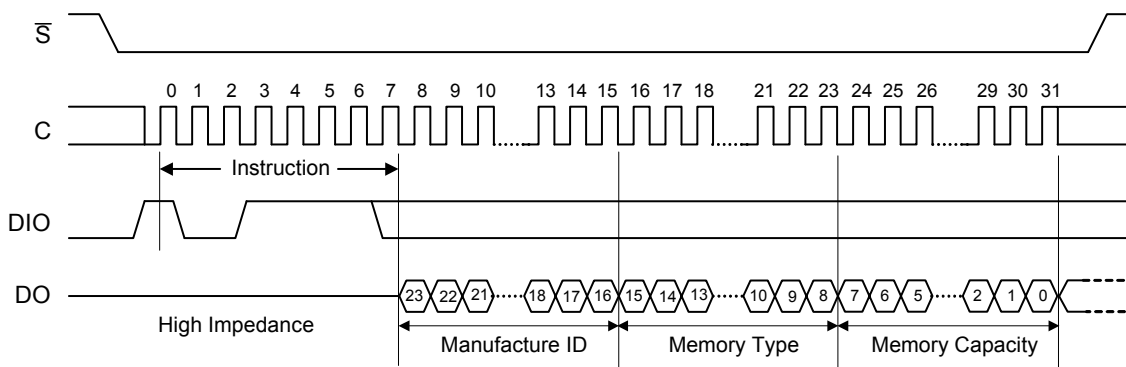 S
0 1 2 3 4 5 6 7 8 9 10 13 14 15 16 17 18 21 22 23 24 25 26 29 30 31
C
Instruction
DIO
DO 23 22 21 18 17 16 15 14 13 10 9 8 7 6 5 2 1 0
High Impedance Manufacture ID Memory Type Memory Capacity